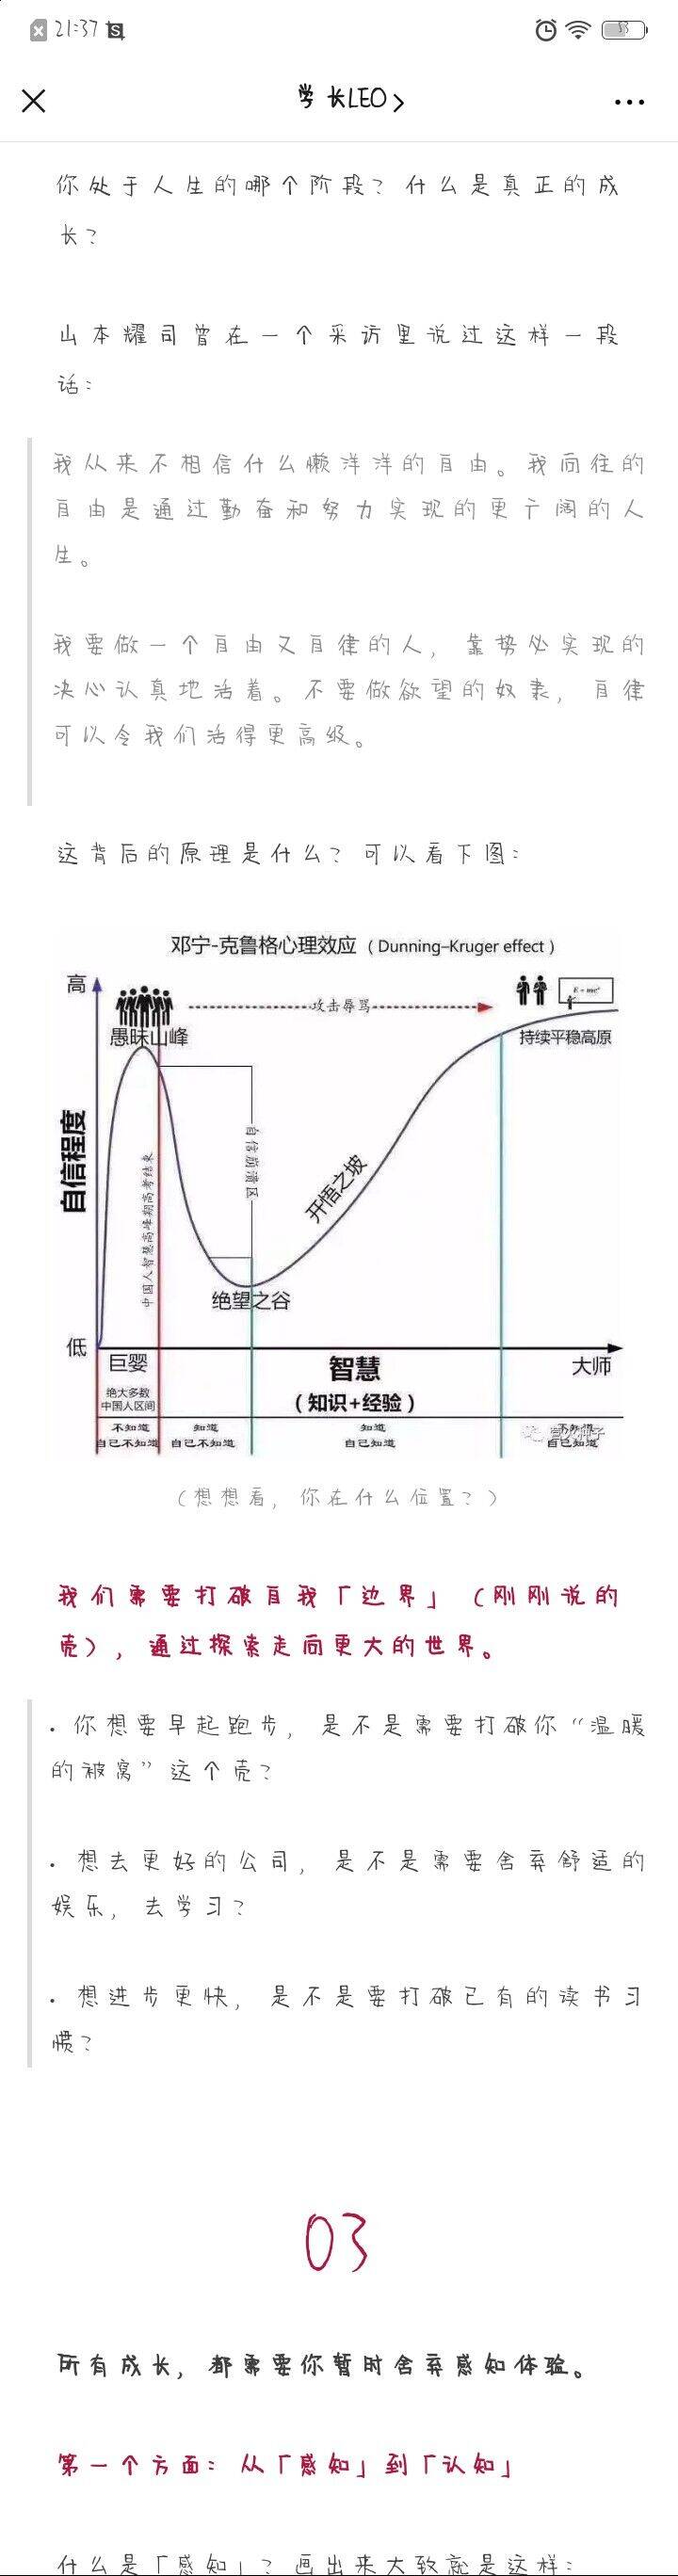 21:37
53
学长LEO
你处于人生的哪个阶段？什么是真正的成
长？
山本耀司曾在一个采访里说过这样一段
话：
我从来不相信什么懒洋洋的自由。我向往的
自由是通过勤奋和努力实现的更广阔的人
生。
我要做一个自由又自律的人，靠势必实现的
决心认真地活着。不要做欲望的奴隶，自律
可以令我们活得更高级。
这背后的原理是什么？可以看下图：
邓宁-克鲁格心理效应（Dunning–Kruger effect）
高
攻击辱骂
E = mc²
愚昧山峰
持续平稳高原
自信程度
中国人智慧高峰期高考结束
自信崩溃区
开悟之坡
绝望之谷
低
巨婴
智慧
大师
绝大多数
中国人区间
（知识+经验）
不知道
自己不知道
知道
自己不知道
知道
自己知道
不知道
自己知道
（想想看，你在什么位置？）
我们需要打破自我「边界」（刚刚说的
壳），通过探索走向更大的世界。
. 你想要早起跑步，是不是需要打破你“温暖
的被窝”这个壳？
. 想去更好的公司，是不是需要舍弃舒适的
娱乐，去学习？
. 想进步更快，是不是要打破已有的读书习
惯？
03
所有成长，都需要你暂时舍弃感知体验。
第一个方面：从「感知」到「认知」
什么是「感知」？画出来大致就是这样：